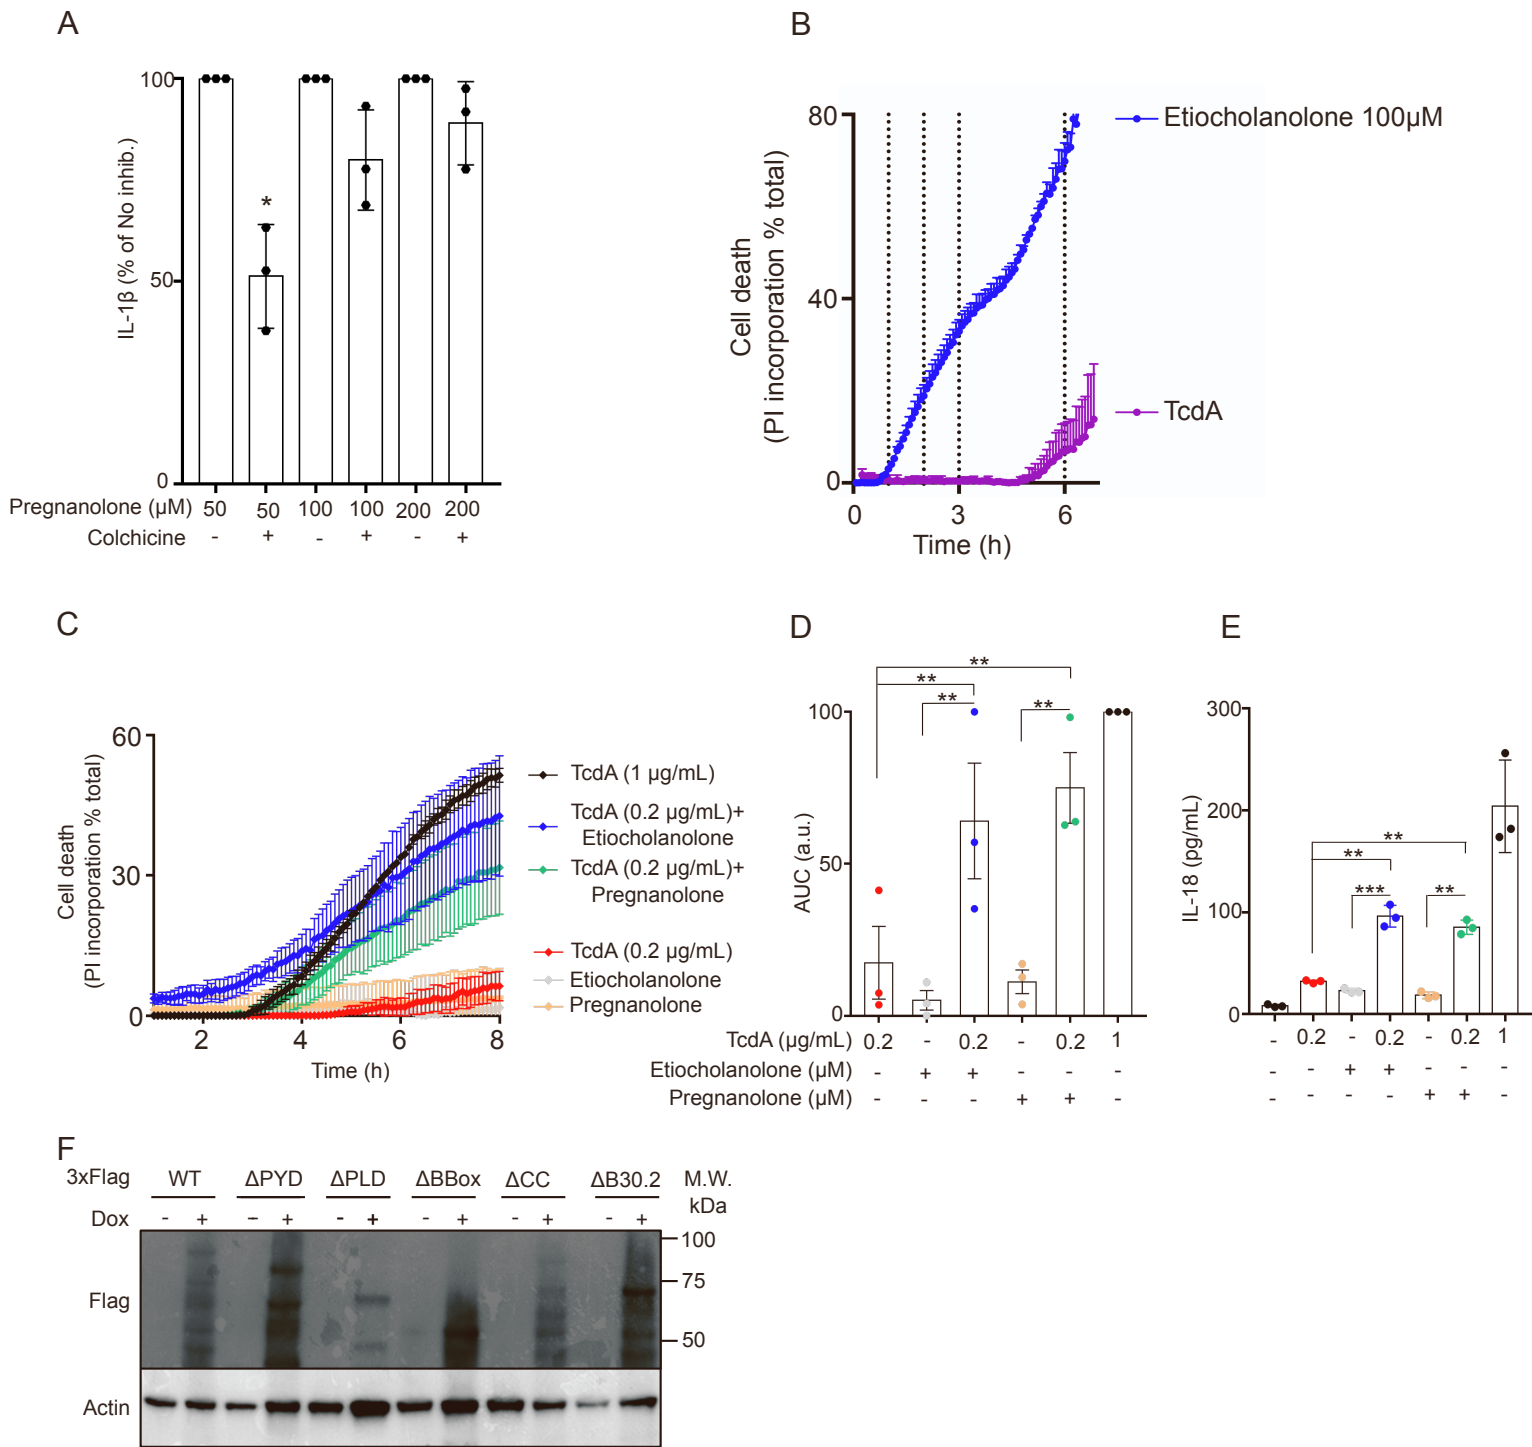 A
IL-1β (% of No inhib.)
100
50
0
*
Pregnanolone (µM) 50 50 100 100 200 200
Colchicine - + - + - +
B
Cell death
(PI incorporation % total)
80
40
0
0 3 6
Time (h)
Etiocholanolone 100µM
TcdA
C
Cell death
(PI incorporation % total)
60
30
0
2 4 6 8
Time (h)
TcdA (1 µg/mL)
TcdA (0.2 µg/mL)+
Etiocholanolone
TcdA (0.2 µg/mL)+
Pregnanolone
TcdA (0.2 µg/mL)
Etiocholanolone
Pregnanolone
D
AUC (a.u.)
100
50
0
**
**
** **
TcdA (µg/mL) 0.2 - 0.2 - 0.2 1
Etiocholanolone (µM) - + + - - -
Pregnanolone (µM) - - - + + -
E
IL-18 (pg/mL)
300
200
100
0
**
**
*** **
- 0.2 - 0.2 - 0.2 1
- - + + - - -
- - - - + + -
F
3xFlag WT ΔPYD ΔPLD ΔBBox ΔCC ΔB30.2 M.W.
kDa
Dox - + - + - + - + - + - +
100
75
Flag
50
Actin